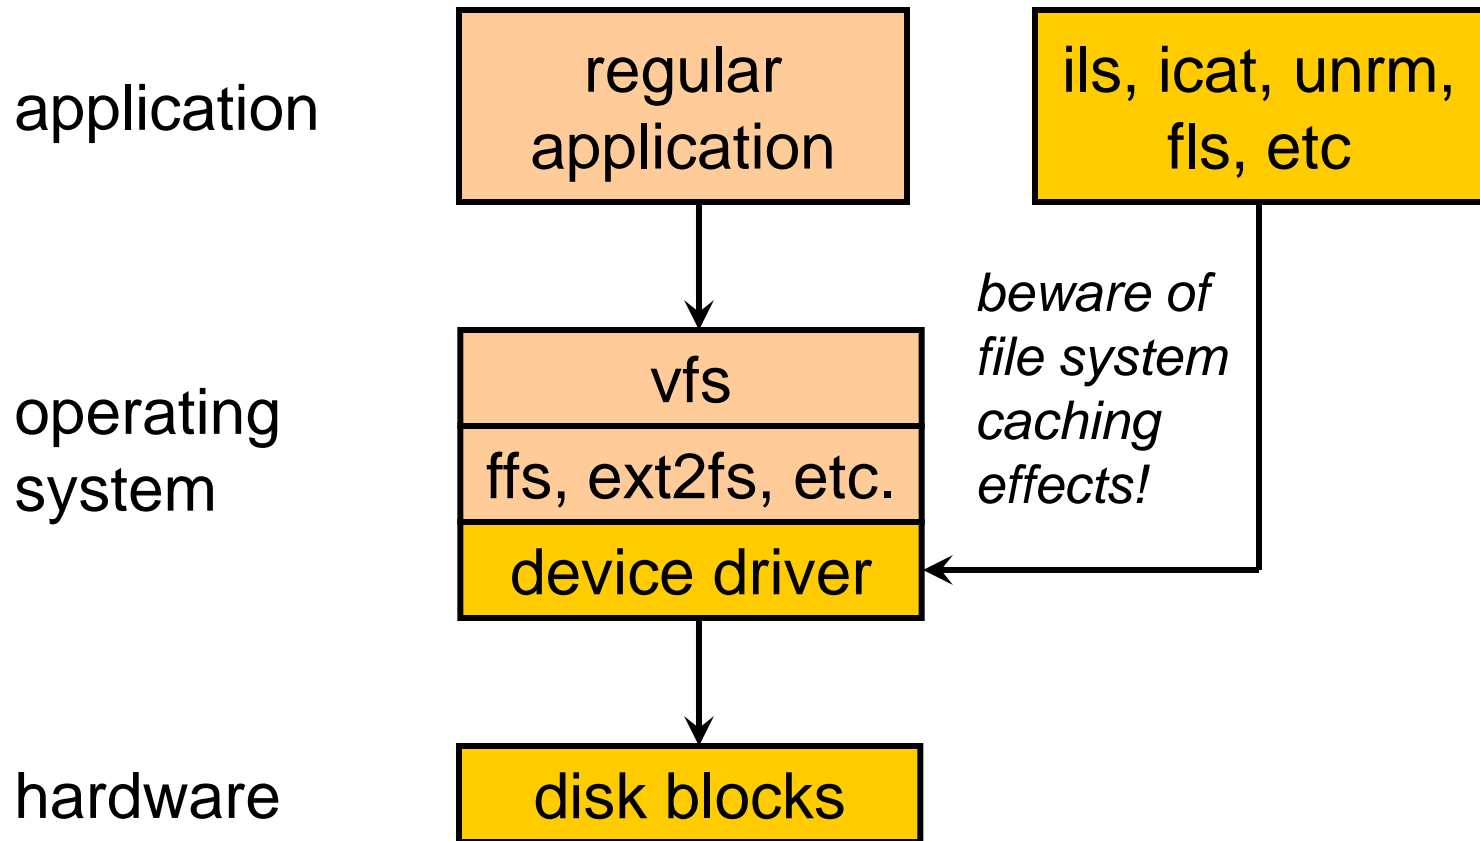 application
regular
application
ils, icat, unrm,
fls, etc
beware of
file system
caching
effects!
operating
system
vfs
ffs, ext2fs, etc.
device driver
hardware
disk blocks